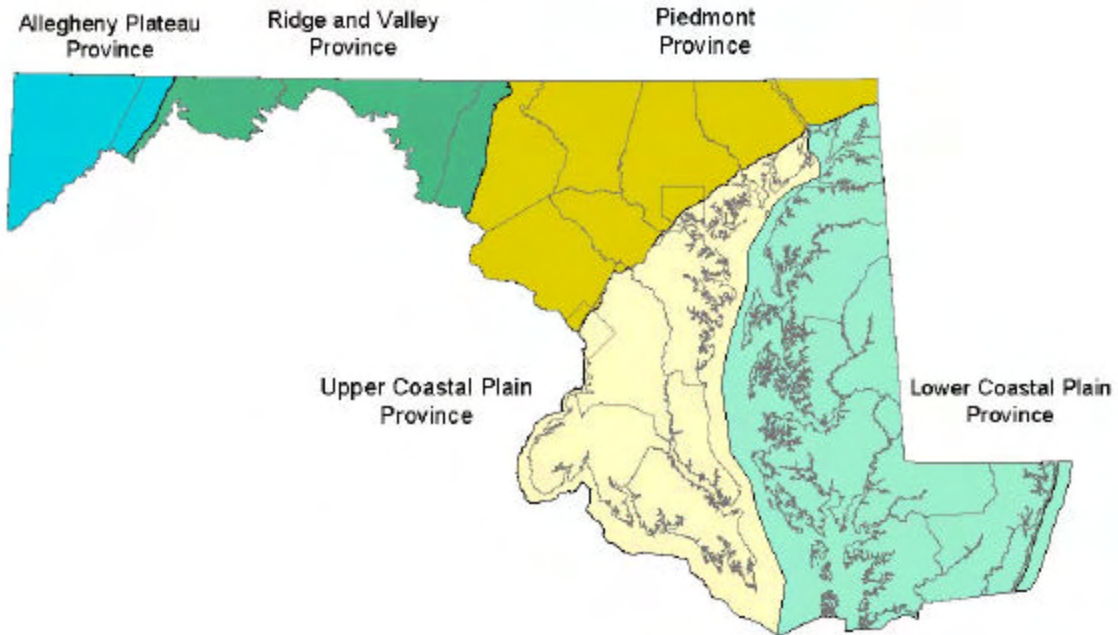 Allegheny Plateau
Province
Ridge and Valley
Province
Piedmont
Province
Upper Coastal Plain
Province
Lower Coastal Plain
Province